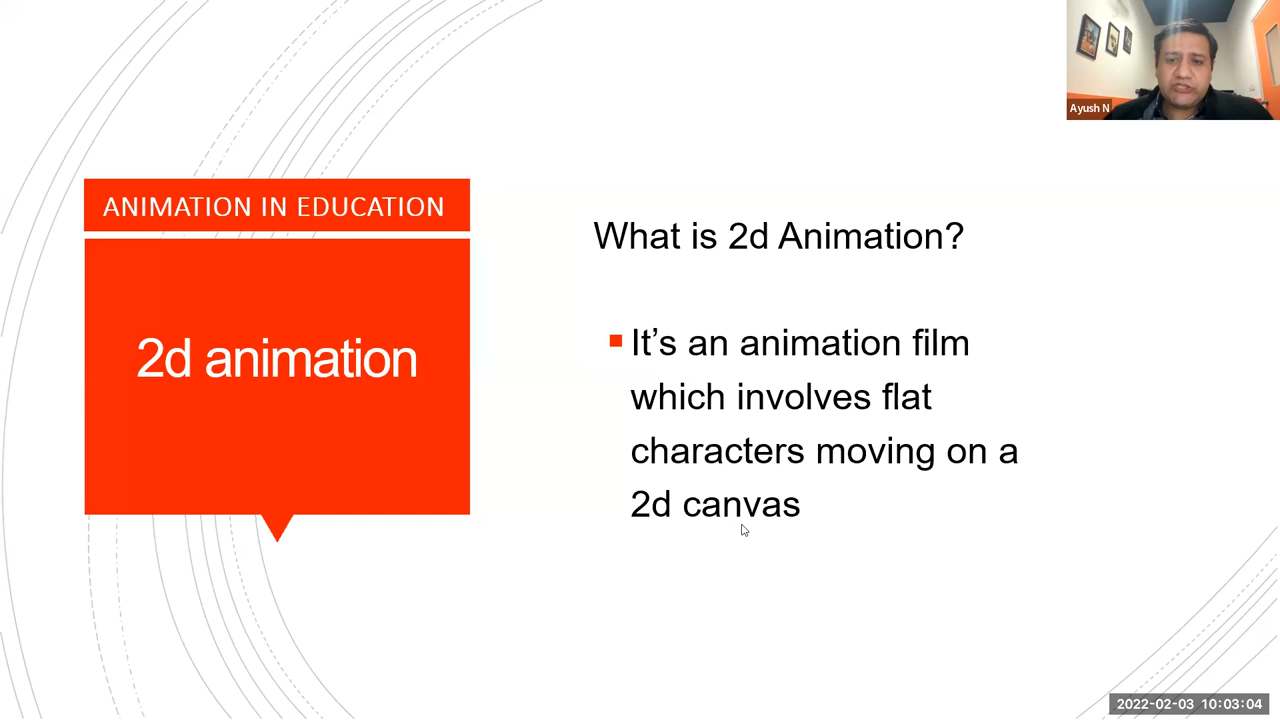 ANIMATION IN EDUCATION
2d animation
What is 2d Animation?
It’s an animation film
which involves flat
characters moving on a
2d canvas
Ayush N
2022-02-03 10:03:04